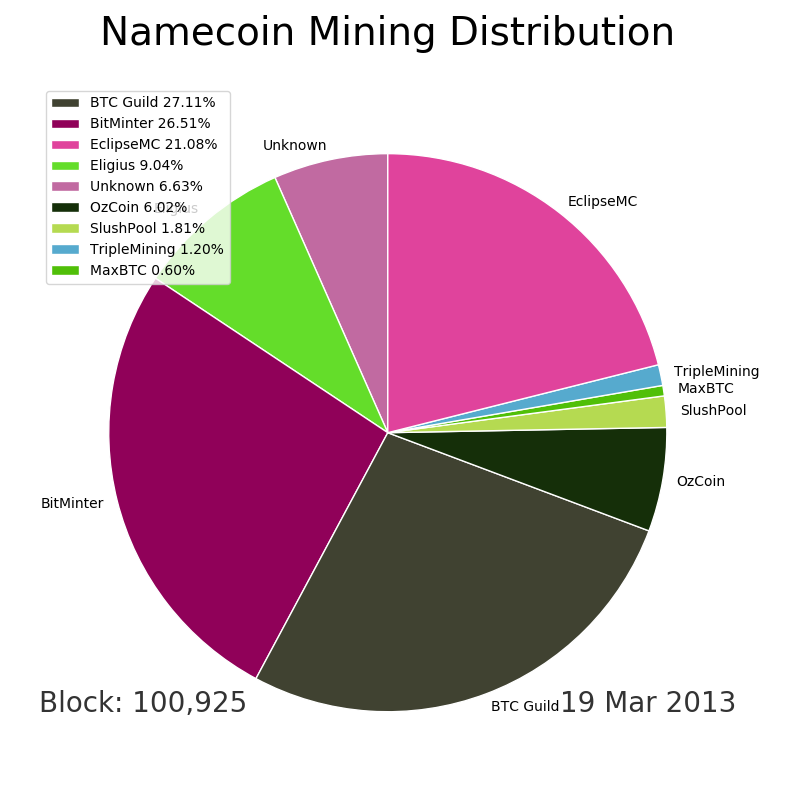 Namecoin Mining Distribution
BTC Guild 27.11%
BitMinter 26.51%
EclipseMC 21.08%
Eligius 9.04%
Unknown 6.63%
OzCoin 6.02%
SlushPool 1.81%
TripleMining 1.20%
MaxBTC 0.60%
Unknown
EclipseMC
Eligius
TripleMining
MaxBTC
SlushPool
OzCoin
BitMinter
BTC Guild
Block: 100,925
19 Mar 2013